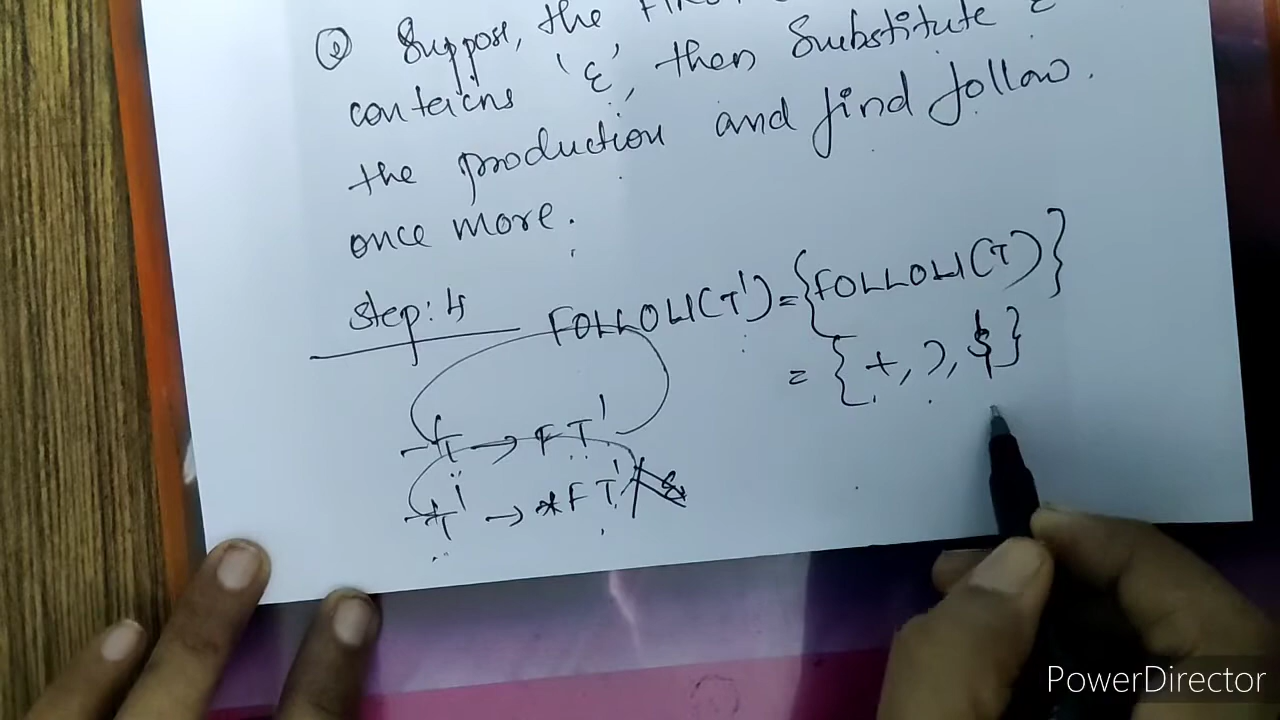 ② Suppose, the First
contains 'ε', then Substitute ε
the production and find follow.
once more.
Step: 4 FOLLOW(T') = {FOLLOW(T)}
= {+, ), $}
T → FT'
T' → *FT'/ε
PowerDirector